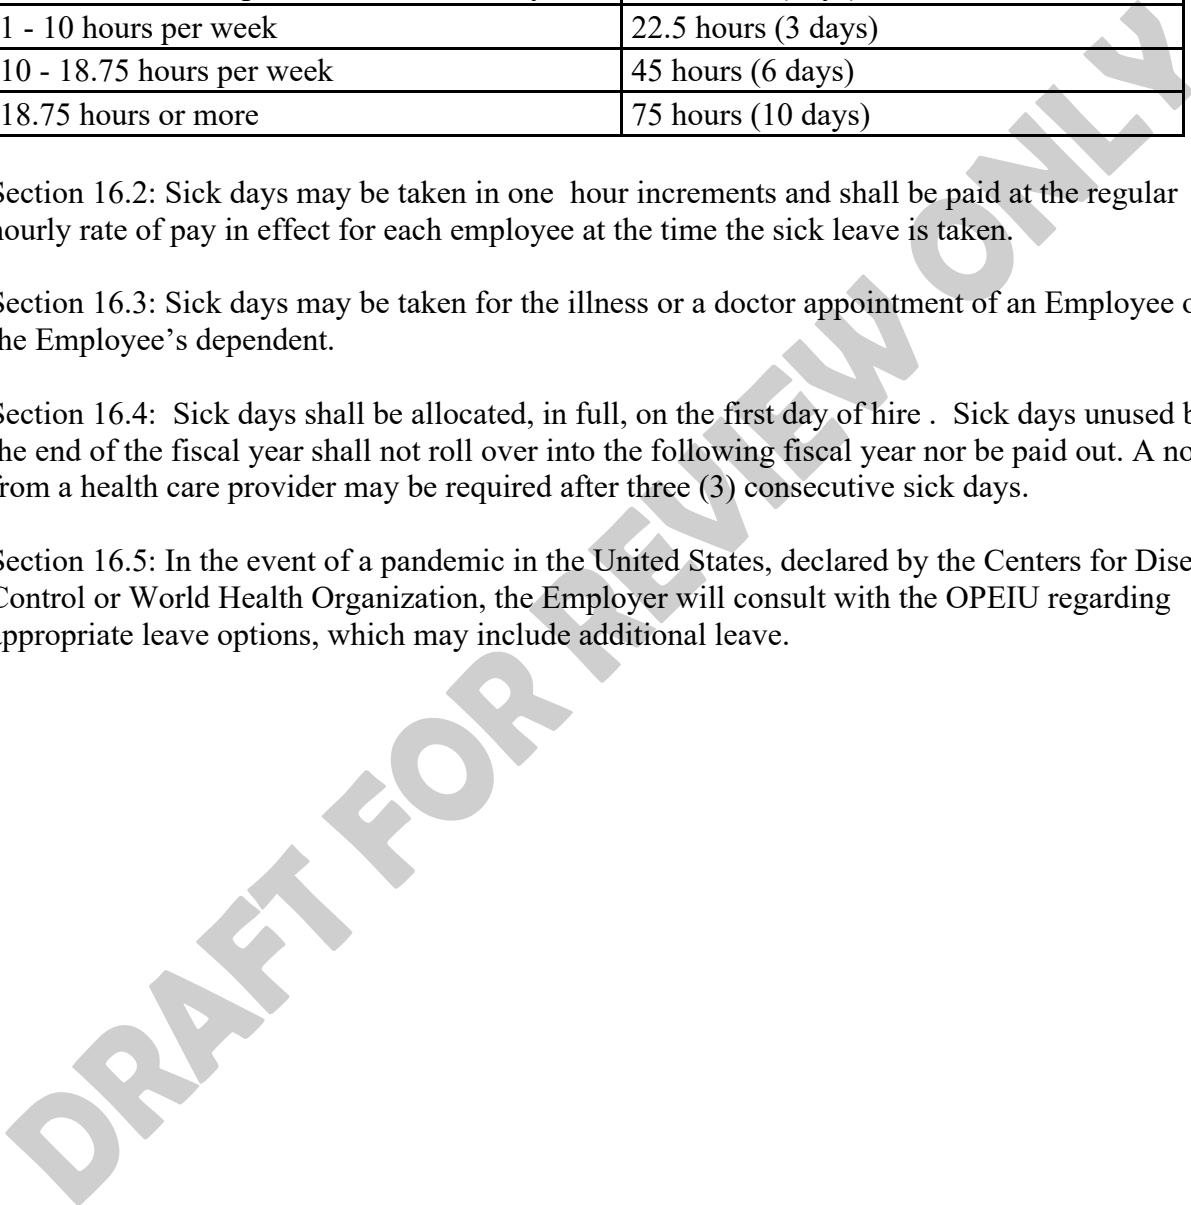 1 - 10 hours per week 22.5 hours (3 days)
10 - 18.75 hours per week 45 hours (6 days)
18.75 hours or more 75 hours (10 days)
Section 16.2: Sick days may be taken in one  hour increments and shall be paid at the regular
hourly rate of pay in effect for each employee at the time the sick leave is taken.
Section 16.3: Sick days may be taken for the illness or a doctor appointment of an Employee
the Employee’s dependent.
Section 16.4:  Sick days shall be allocated, in full, on the first day of hire .  Sick days unused
the end of the fiscal year shall not roll over into the following fiscal year nor be paid out. A
from a health care provider may be required after three (3) consecutive sick days.
Section 16.5: In the event of a pandemic in the United States, declared by the Centers for
Control or World Health Organization, the Employer will consult with the OPEIU regarding
appropriate leave options, which may include additional leave.
DRAFT FOR REVIEW ONLY